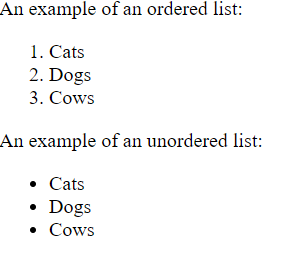 An example of an ordered list:
1. Cats
2. Dogs
3. Cows
An example of an unordered list:
• Cats
• Dogs
• Cows